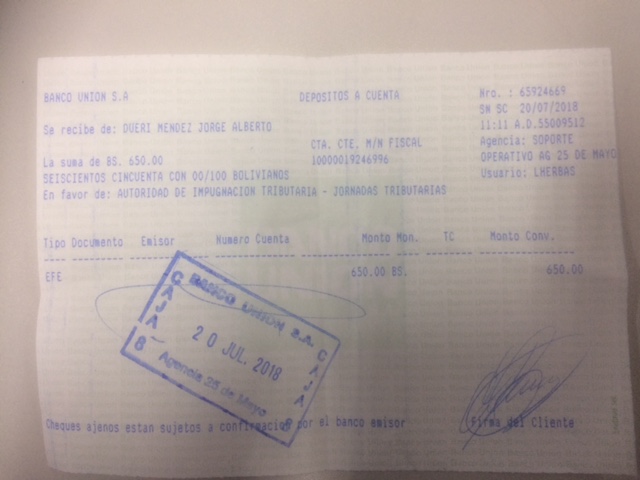 BANCO UNION S.A DEPOSITOS A CUENTA Nro. : 65924669
SN SC 20/07/2018
Se recibe de: DUERI MENDEZ JORGE ALBERTO CTA. CTE. M/N FISCAL 11:11 A.D.55009512
10000019246996 Agencia: SOPORTE
La suma de BS. 650.00 OPERATIVO AG 25 DE MAYO
SEISCIENTOS CINCUENTA CON 00/100 BOLIVIANOS Usuario: LHERBAS
En favor de: AUTORIDAD DE IMPUGNACION TRIBUTARIA - JORNADAS TRIBUTARIAS
Tipo Documento Emisor Numero Cuenta Monto Mon. TC Monto Conv.
EFE 650.00 BS. 650.00
BANCO UNION S.A.
CAJA 8
20 JUL. 2018
CAJA
Agencia 25 de Mayo
Cheques ajenos estan sujetos a confirmacion por el banco emisor Firma del Cliente